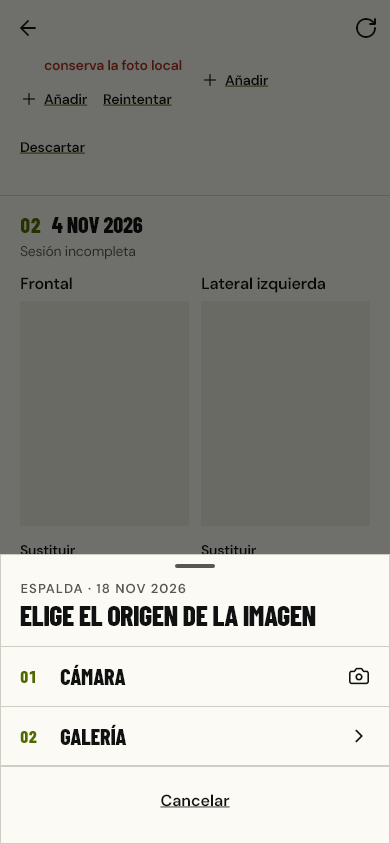 conserva la foto local
Añadir
Añadir Reintentar
Descartar
02 4 NOV 2026
Sesión incompleta
Frontal Lateral izquierda
Sustituir Sustituir
ESPALDA · 18 NOV 2026
ELIGE EL ORIGEN DE LA IMAGEN
01 CÁMARA
02 GALERÍA
Cancelar